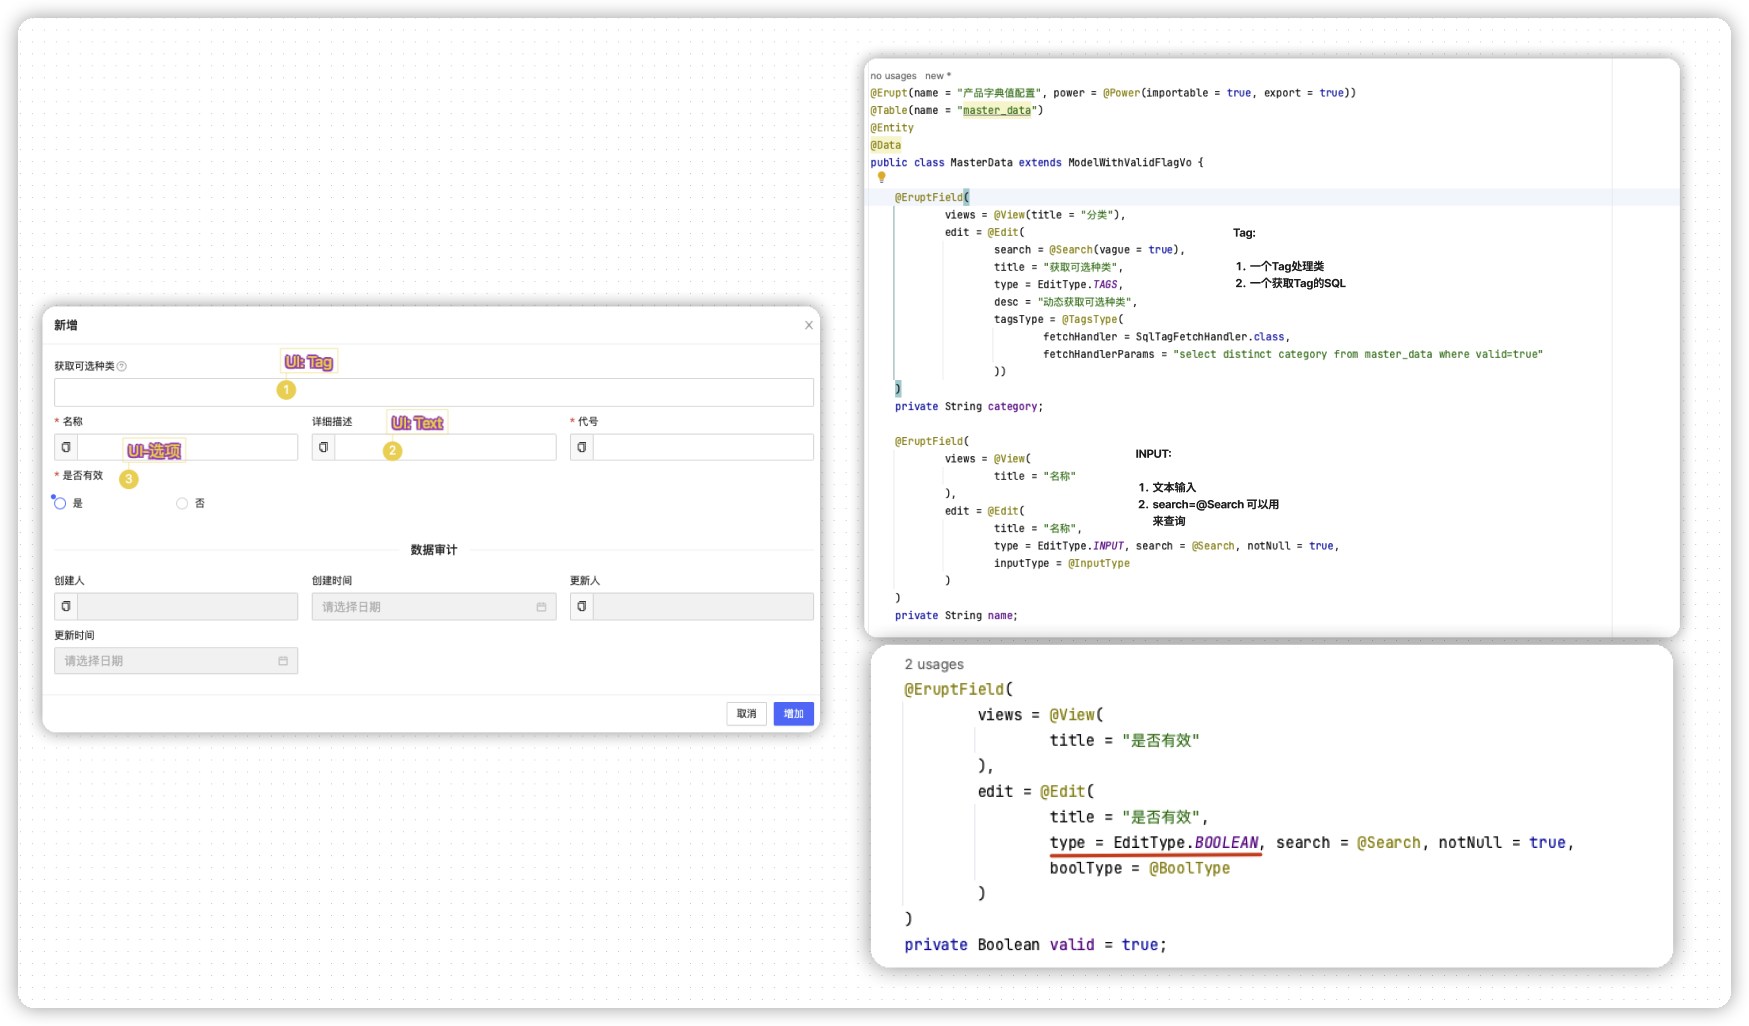 新增
获取可选种类
UI: Tag
1
* 名称
详细描述
UI: Text
2
* 代号
UI-选项
3
* 是否有效
是
否
数据审计
创建人
创建时间
更新人
请选择日期
更新时间
请选择日期
取消
增加
no usages new *
@Erupt(name = "产品字典值配置", power = @Power(importable = true, export = true))
@Table(name = "master_data")
@Entity
@Data
public class MasterData extends ModelWithValidFlagVo {
@EruptField(
views = @View(title = "分类"),
edit = @Edit(
search = @Search(vague = true),
title = "获取可选种类",
type = EditType.TAGS,
desc = "动态获取可选种类",
tagsType = @TagsType(
fetchHandler = SqlTagFetchHandler.class,
fetchHandlerParams = "select distinct category from master_data where valid=true"
))
)
private String category;
Tag:
1. 一个Tag处理类
2. 一个获取Tag的SQL
@EruptField(
views = @View(
title = "名称"
),
edit = @Edit(
title = "名称",
type = EditType.INPUT, search = @Search, notNull = true,
inputType = @InputType
)
)
private String name;
INPUT:
1. 文本输入
2. search=@Search 可以用
来查询
2 usages
@EruptField(
views = @View(
title = "是否有效"
),
edit = @Edit(
title = "是否有效",
type = EditType.BOOLEAN, search = @Search, notNull = true,
boolType = @BoolType
)
)
private Boolean valid = true;